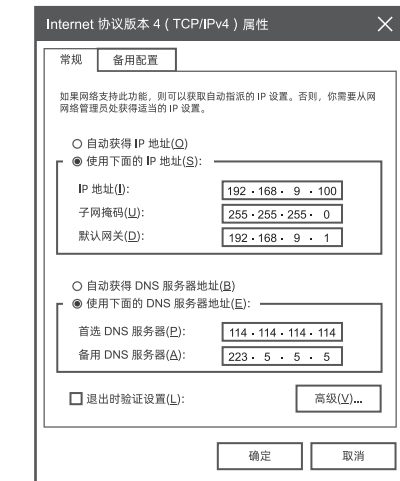 Internet 协议版本 4 ( TCP/IPv4 ) 属性
常规 备用配置
如果网络支持此功能，则可以获取自动指派的 IP 设置。否则，你需要从网
网络管理员处获得适当的 IP 设置。
自动获得 IP 地址(O)
使用下面的 IP 地址(S):
IP 地址(I): 192 . 168 . 9 . 100
子网掩码(U): 255 . 255 . 255 . 0
默认网关(D): 192 . 168 . 9 . 1
自动获得 DNS 服务器地址(B)
使用下面的 DNS 服务器地址(E):
首选 DNS 服务器(P): 114 . 114 . 114 . 114
备用 DNS 服务器(A): 223 . 5 . 5 . 5
退出时验证设置(L): 高级(V)...
确定 取消